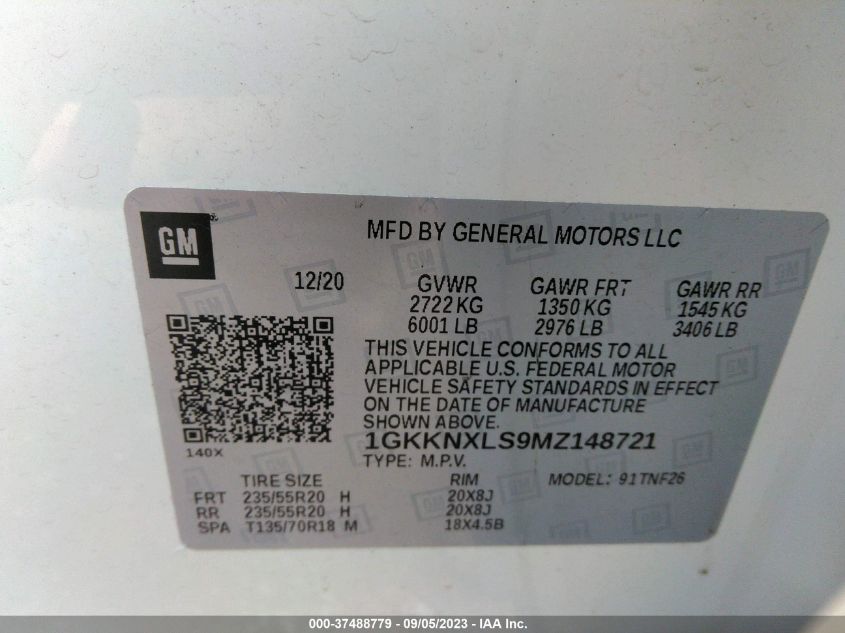 GM
MFD BY GENERAL MOTORS LLC
12/20 GVWR GAWR FRT GAWR RR
2722 KG 1350 KG 1545 KG
6001 LB 2976 LB 3406 LB
THIS VEHICLE CONFORMS TO ALL
APPLICABLE U.S. FEDERAL MOTOR
VEHICLE SAFETY STANDARDS IN EFFECT
ON THE DATE OF MANUFACTURE
SHOWN ABOVE.
1GKKNXLS9MZ148721
140X TYPE: M.P.V.
TIRE SIZE RIM MODEL: 91TNF26
FRT 235/55R20 H 20X8J
RR 235/55R20 H 20X8J
SPA T135/70R18 M 18X4.5B
000-37488779 - 09/05/2023 - IAA Inc.